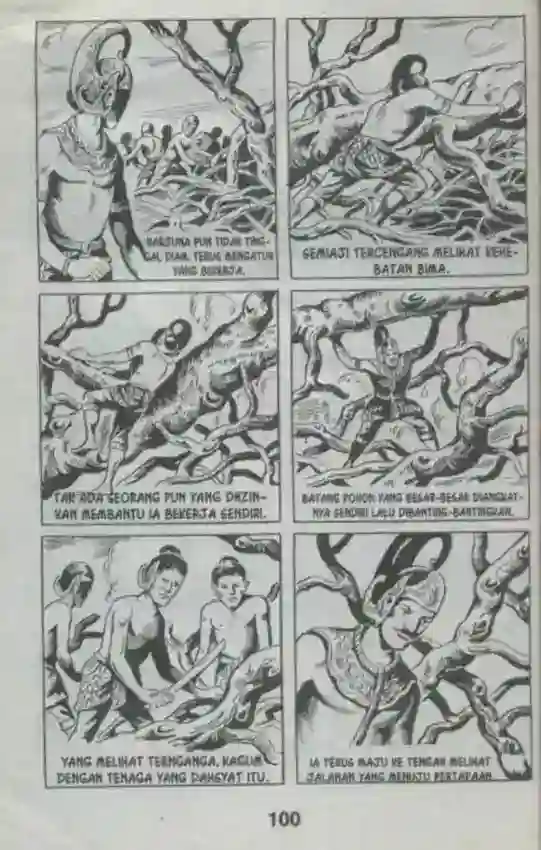 HARJUNA PUN TIDAK TING-
GAL DIAM. TERUS MENGATUR
YANG BEKERJA.
SEMIAJI TERCENGANG MELIHAT KEHE-
BATAN BIMA.
TAK ADA SEORANG PUN YANG DIIZIN-
KAN MEMBANTU IA BEKERJA SENDIRI.
BATANG POHON YANG BESAR-BESAR DIANGKAT-
NYA SENDIRI LALU DIBANTING-BANTINGKAN.
YANG MELIHAT TERNGANGA, KAGUM
DENGAN TENAGA YANG DAHSYAT ITU.
IA TERUS MAJU KE TENGAH MELIHAT
JALANAN YANG MENUJU PERTAPAAN
100